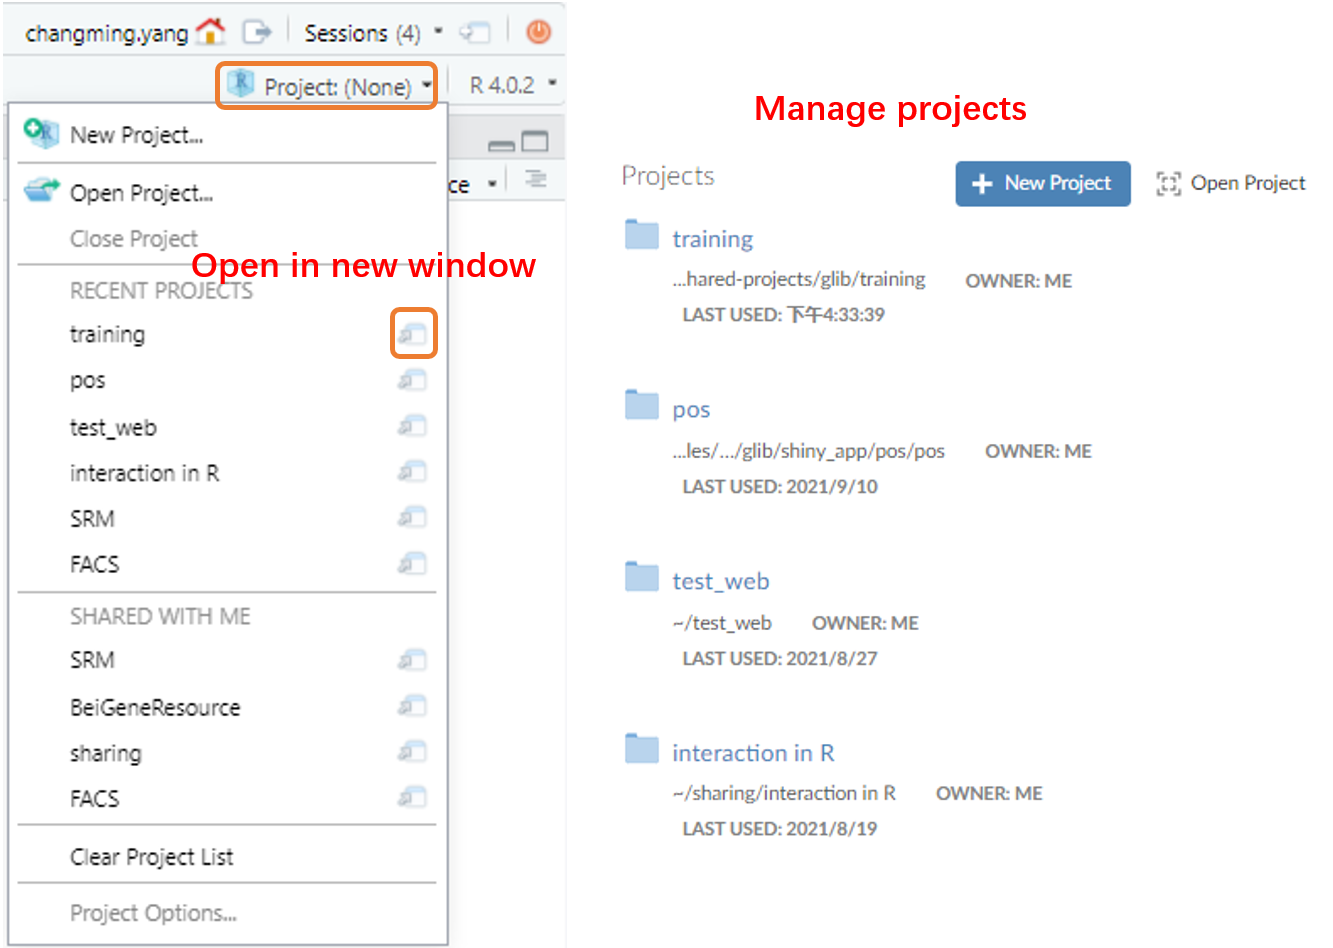 changming.yang
Sessions (4)
Project: (None)
R 4.0.2
New Project...
Open Project...
ce
Close Project
Open in new window
RECENT PROJECTS
training
pos
test_web
interaction in R
SRM
FACS
SHARED WITH ME
SRM
BeiGeneResource
sharing
FACS
Clear Project List
Project Options...
Manage projects
Projects
New Project
Open Project
training
...hared-projects/glib/training
OWNER: ME
LAST USED: 下午4:33:39
pos
...les/.../glib/shiny_app/pos/pos
OWNER: ME
LAST USED: 2021/9/10
test_web
~/test_web
OWNER: ME
LAST USED: 2021/8/27
interaction in R
~/sharing/interaction in R
OWNER: ME
LAST USED: 2021/8/19